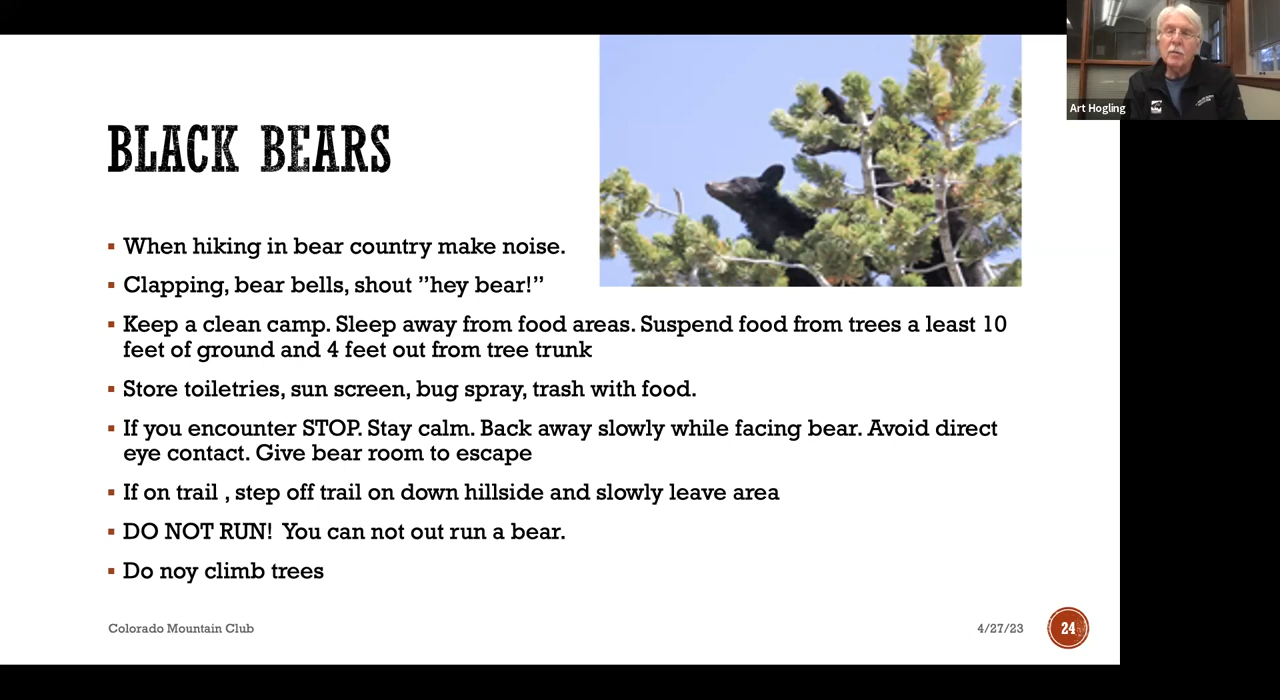 Art Hogling
BLACK BEARS
▪ When hiking in bear country make noise.
▪ Clapping, bear bells, shout ”hey bear!”
▪ Keep a clean camp. Sleep away from food areas. Suspend food from trees a least 10
feet of ground and 4 feet out from tree trunk
▪ Store toiletries, sun screen, bug spray, trash with food.
▪ If you encounter STOP. Stay calm. Back away slowly while facing bear. Avoid direct
eye contact. Give bear room to escape
▪ If on trail , step off trail on down hillside and slowly leave area
▪ DO NOT RUN!  You can not out run a bear.
▪ Do noy climb trees
Colorado Mountain Club
4/27/23
24